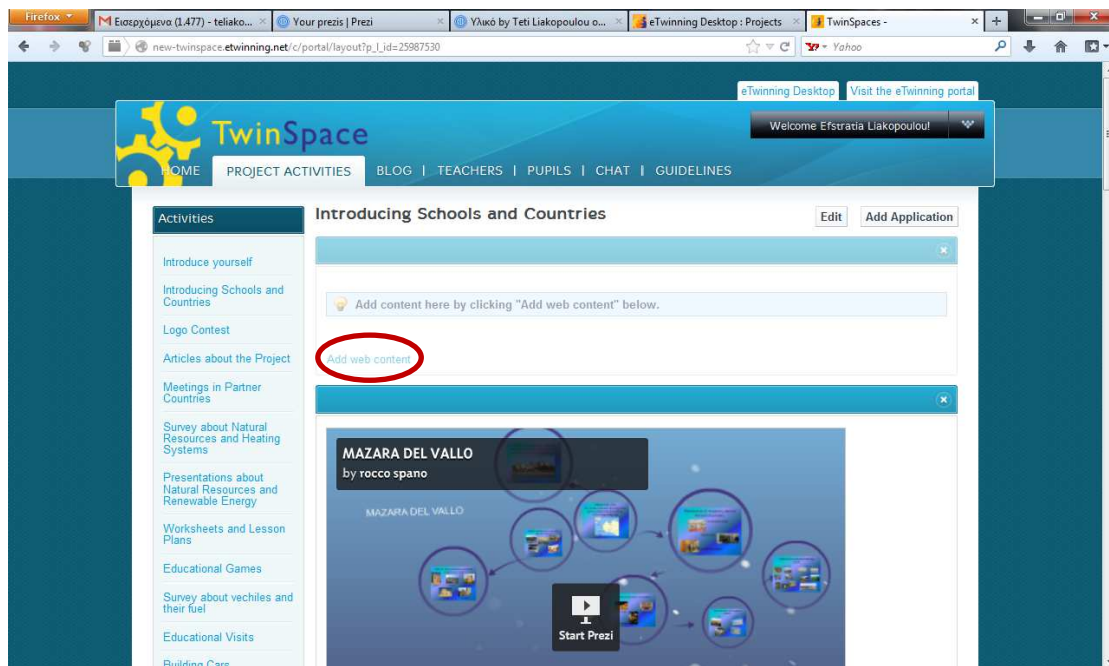 Firefox
Εισερχόμενα (1.477) - teliako...
Your prezis | Prezi
Υλικό by Teti Liakopoulou o...
eTwinning Desktop : Projects
TwinSpaces -
new-twinspace.etwinning.net/c/portal/layout?p_l_id=25987530
Yahoo
eTwinning Desktop
Visit the eTwinning portal
TwinSpace
Welcome Efstratia Liakopoulou!
HOME
PROJECT ACTIVITIES
BLOG | TEACHERS | PUPILS | CHAT | GUIDELINES
Activities
Introduce yourself
Introducing Schools and
Countries
Logo Contest
Articles about the Project
Meetings in Partner
Countries
Survey about Natural
Resources and Heating
Systems
Presentations about
Natural Resources and
Renewable Energy
Worksheets and Lesson
Plans
Educational Games
Survey about vechiles and
their fuel
Educational Visits
Building Cars
Introducing Schools and Countries
Edit
Add Application
Add content here by clicking "Add web content" below.
Add web content
MAZARA DEL VALLO
by rocco spano
MAZARA DEL VALLO
Start Prezi